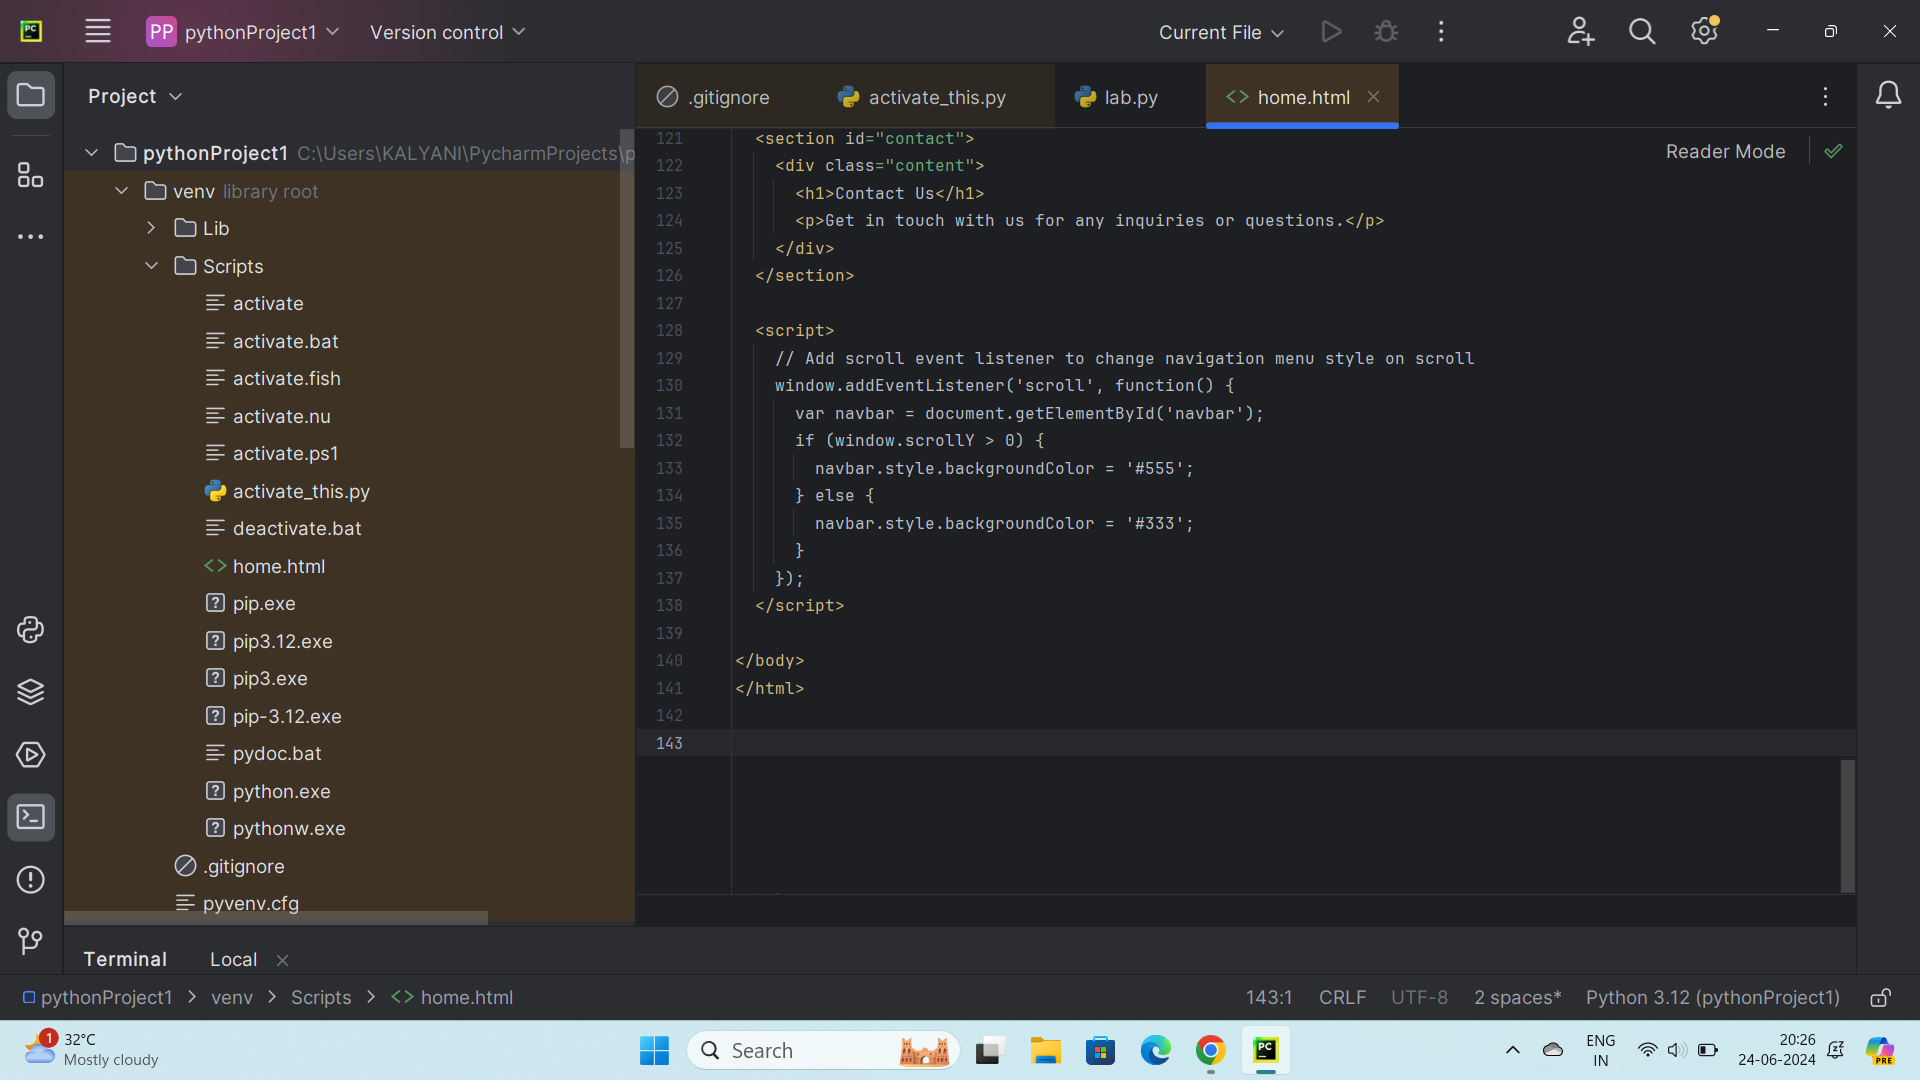 PC
PP pythonProject1
Version control
Current File
Project
.gitignore
activate_this.py
lab.py
<> home.html
pythonProject1 C:\Users\KALYANI\PycharmProjects\p
venv library root
Lib
Scripts
activate
activate.bat
activate.fish
activate.nu
activate.ps1
activate_this.py
deactivate.bat
<> home.html
pip.exe
pip3.12.exe
pip3.exe
pip-3.12.exe
pydoc.bat
python.exe
pythonw.exe
.gitignore
pyvenv.cfg
Reader Mode
121 <section id="contact">
122 <div class="content">
123 <h1>Contact Us</h1>
124 <p>Get in touch with us for any inquiries or questions.</p>
125 </div>
126 </section>
127
128 <script>
129 // Add scroll event listener to change navigation menu style on scroll
130 window.addEventListener('scroll', function() {
131 var navbar = document.getElementById('navbar');
132 if (window.scrollY > 0) {
133 navbar.style.backgroundColor = '#555';
134 } else {
135 navbar.style.backgroundColor = '#333';
136 }
137 });
138 </script>
139
140 </body>
141 </html>
142
143
Terminal
Local
pythonProject1 > venv > Scripts > <> home.html
143:1
CRLF
UTF-8
2 spaces*
Python 3.12 (pythonProject1)
1
32°C
Mostly cloudy
Search
PC
ENG
IN
20:26
24-06-2024
PRE